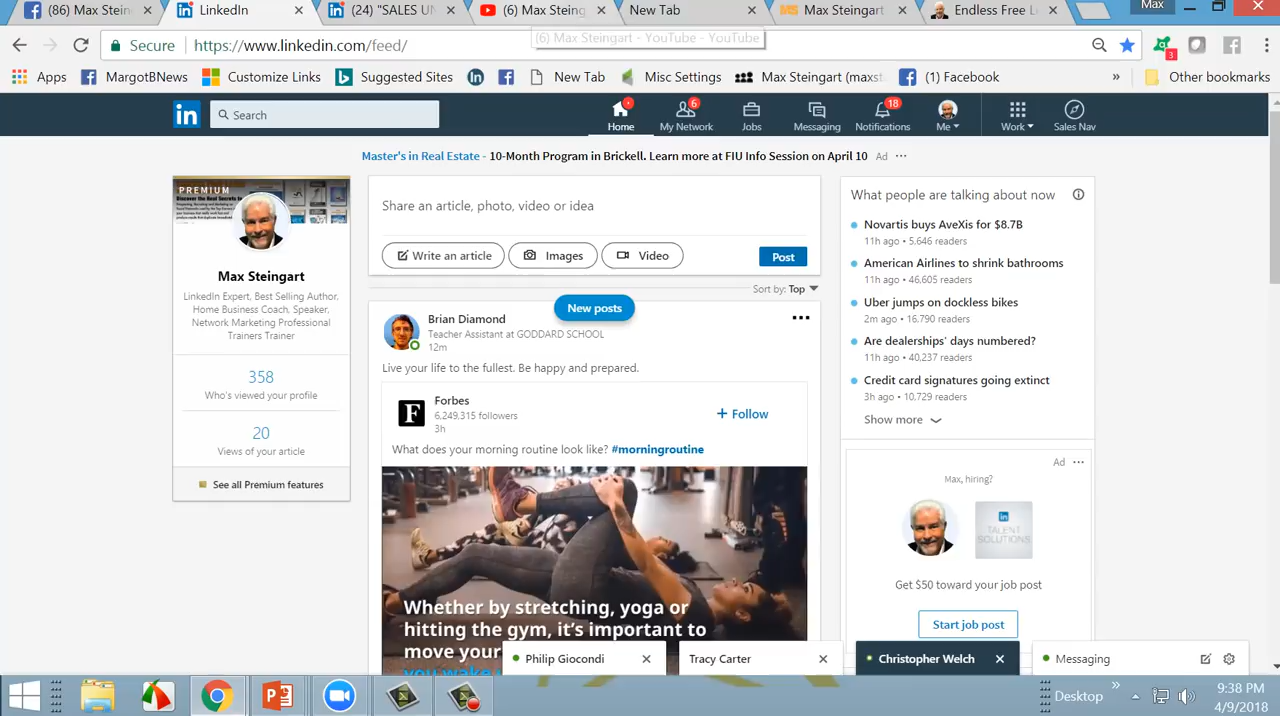 (86) Max Stein
LinkedIn
(24) "SALES UN
(6) Max Steing
New Tab
Max Steingart
Endless Free L
Max
(6) Max Steingart - YouTube - YouTube
Secure
https://www.linkedin.com/feed/
3
Apps
MargotBNews
Customize Links
Suggested Sites
New Tab
Misc Settings
Max Steingart (maxst
(1) Facebook
»
Other bookmarks
in
Search
Home
6
My Network
Jobs
Messaging
18
Notifications
Me
Work
Sales Nav
Master's in Real Estate - 10-Month Program in Brickell. Learn more at FIU Info Session on April 10 Ad ···
PREMIUM
Max Steingart
LinkedIn Expert, Best Selling Author,
Home Business Coach, Speaker,
Network Marketing Professional
Trainers Trainer
358
Who's viewed your profile
20
Views of your article
See all Premium features
Share an article, photo, video or idea
Write an article
Images
Video
Post
Sort by: Top
New posts
Brian Diamond
Teacher Assistant at GODDARD SCHOOL
12m
Live your life to the fullest. Be happy and prepared.
F
Forbes
6,249,315 followers
3h
+ Follow
What does your morning routine look like? #morningroutine
Whether by stretching, yoga or
hitting the gym, it's important to
move your
What people are talking about now
Novartis buys AveXis for $8.7B
11h ago • 5,646 readers
American Airlines to shrink bathrooms
11h ago • 46,605 readers
Uber jumps on dockless bikes
2m ago • 16,790 readers
Are dealerships' days numbered?
11h ago • 40,237 readers
Credit card signatures going extinct
3h ago • 10,729 readers
Show more
Ad ···
Max, hiring?
in
TALENT
SOLUTIONS
Get $50 toward your job post
Start job post
Philip Giocondi
Tracy Carter
Christopher Welch
Messaging
Desktop
»
9:38 PM
4/9/2018